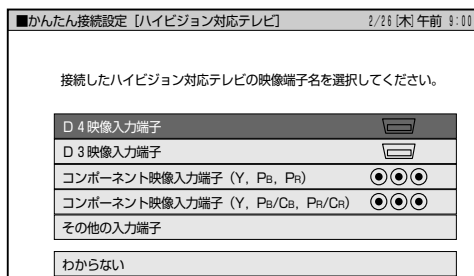 ■かんたん接続設定［ハイビジョン対応テレビ］ 2/26[木]午前 9:00
接続したハイビジョン対応テレビの映像端子名を選択してください。
D4映像入力端子
D3映像入力端子
コンポーネント映像入力端子（Y，PB，PR）
コンポーネント映像入力端子（Y，PB/CB，PR/CR）
その他の入力端子
わからない